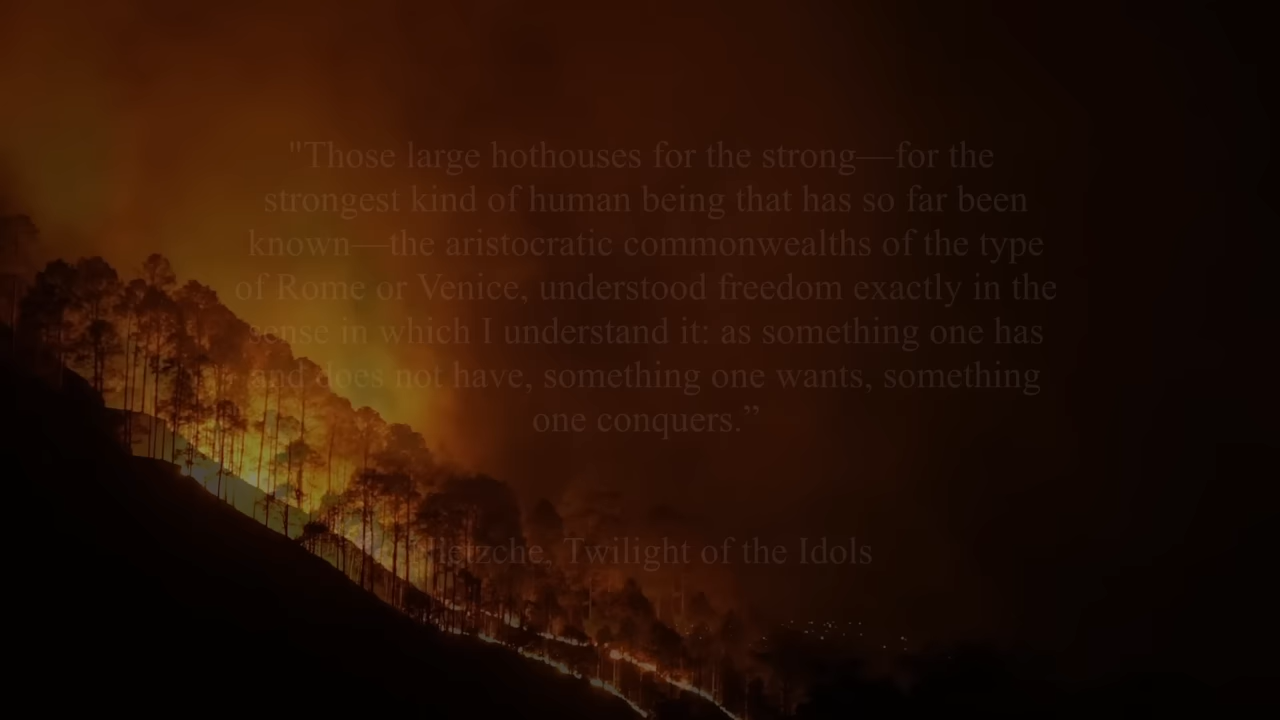 "Those large hothouses for the strong—for the
strongest kind of human being that has so far been
known—the aristocratic commonwealths of the type
of Rome or Venice, understood freedom exactly in the
sense in which I understand it: as something one has
and does not have, something one wants, something
one conquers.”
Twilight of the Idols